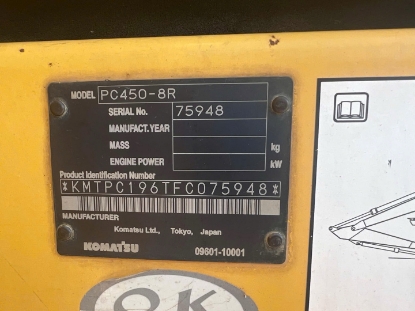 MODEL PC450-8R
SERIAL No. 75948
MANUFACT.YEAR
MASS kg
ENGINE POWER kW
Product Identification Number
*KMTPC196TFC075948*
MANUFACTURER
Komatsu Ltd., Tokyo, Japan
KOMATSU 09601-10001
OK